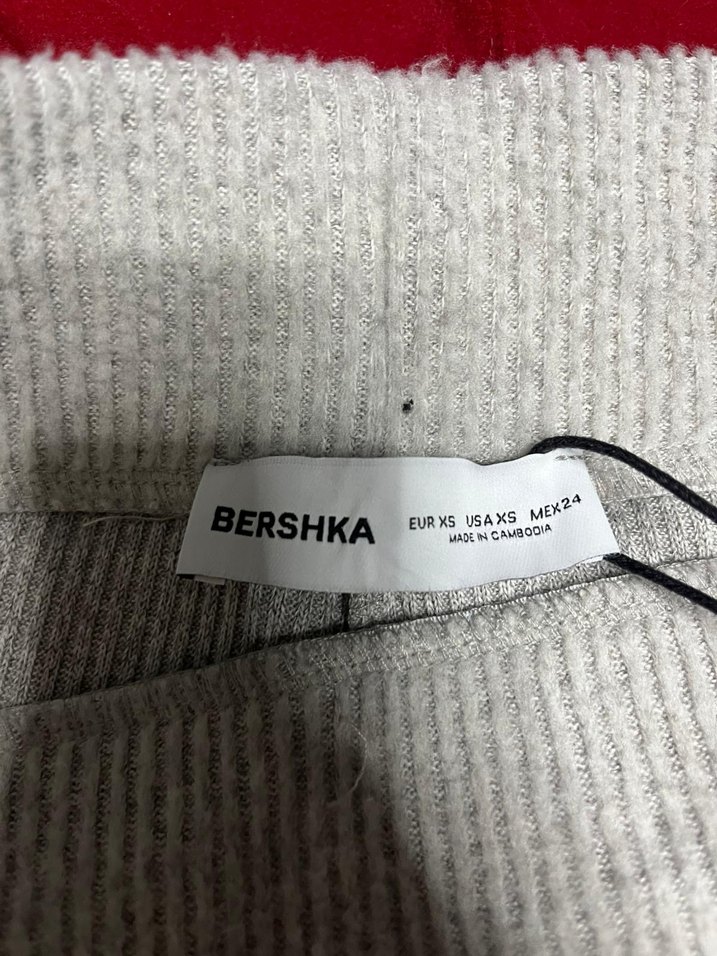 BERSHKA
EUR XS USA XS MEX 24
MADE IN CAMBODIA